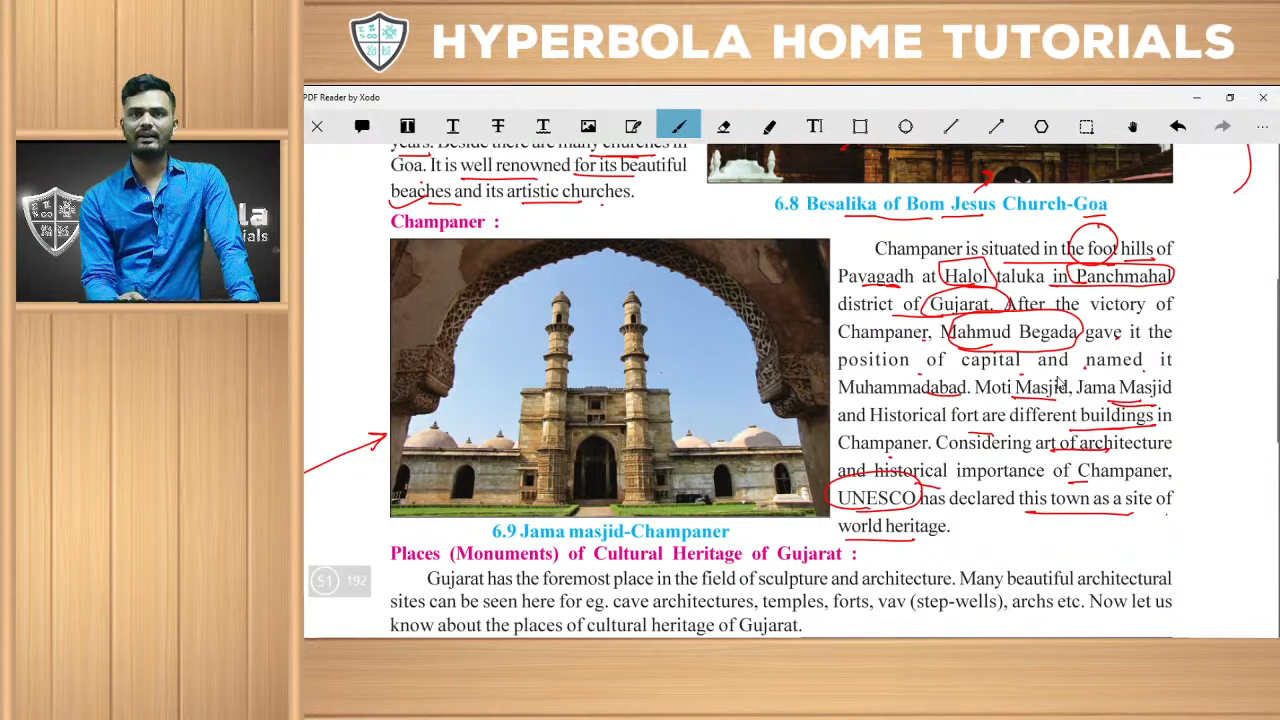 HYPERBOLA HOME TUTORIALS
PDF Reader by Xodo
years. Beside there are many churches in
Goa. It is well renowned for its beautiful
beaches and its artistic churches.
6.8 Besalika of Bom Jesus Church-Goa
Champaner :
Champaner is situated in the foot hills of
Pavagadh at Halol taluka in Panchmahal
district of Gujarat. After the victory of
Champaner, Mahmud Begada gave it the
position of capital and named it
Muhammadabad. Moti Masjid, Jama Masjid
and Historical fort are different buildings in
Champaner. Considering art of architecture
and historical importance of Champaner,
UNESCO has declared this town as a site of
world heritage.
6.9 Jama masjid-Champaner
Places (Monuments) of Cultural Heritage of Gujarat :
51 192
Gujarat has the foremost place in the field of sculpture and architecture. Many beautiful architectural
sites can be seen here for eg. cave architectures, temples, forts, vav (step-wells), archs etc. Now let us
know about the places of cultural heritage of Gujarat.